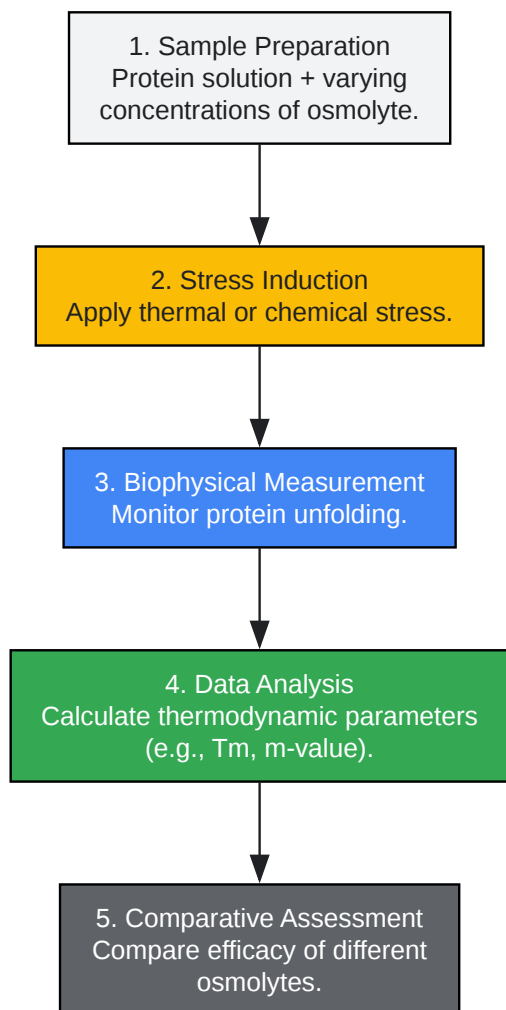 1. Sample Preparation
Protein solution + varying
concentrations of osmolyte.
2. Stress Induction
Apply thermal or chemical stress.
3. Biophysical Measurement
Monitor protein unfolding.
4. Data Analysis
Calculate thermodynamic parameters
(e.g., Tm, m-value).
5. Comparative Assessment
Compare efficacy of different
osmolytes.